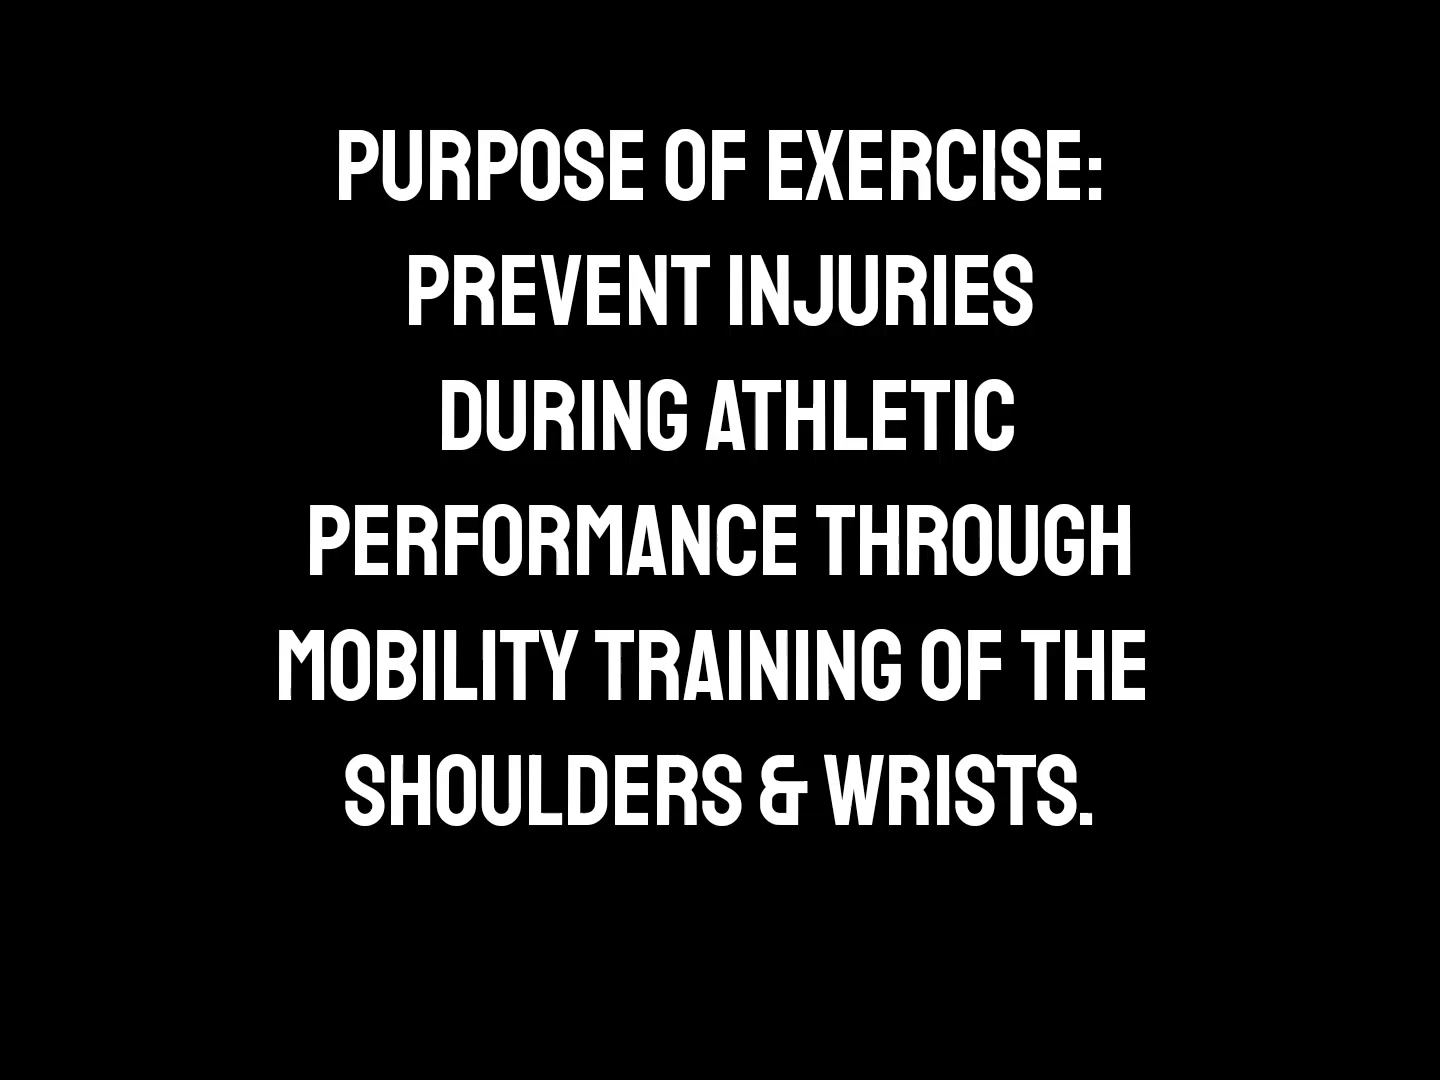 PURPOSE OF EXERCISE:
PREVENT INJURIES
DURING ATHLETIC
PERFORMANCE THROUGH
MOBILITY TRAINING OF THE
SHOULDERS & WRISTS.